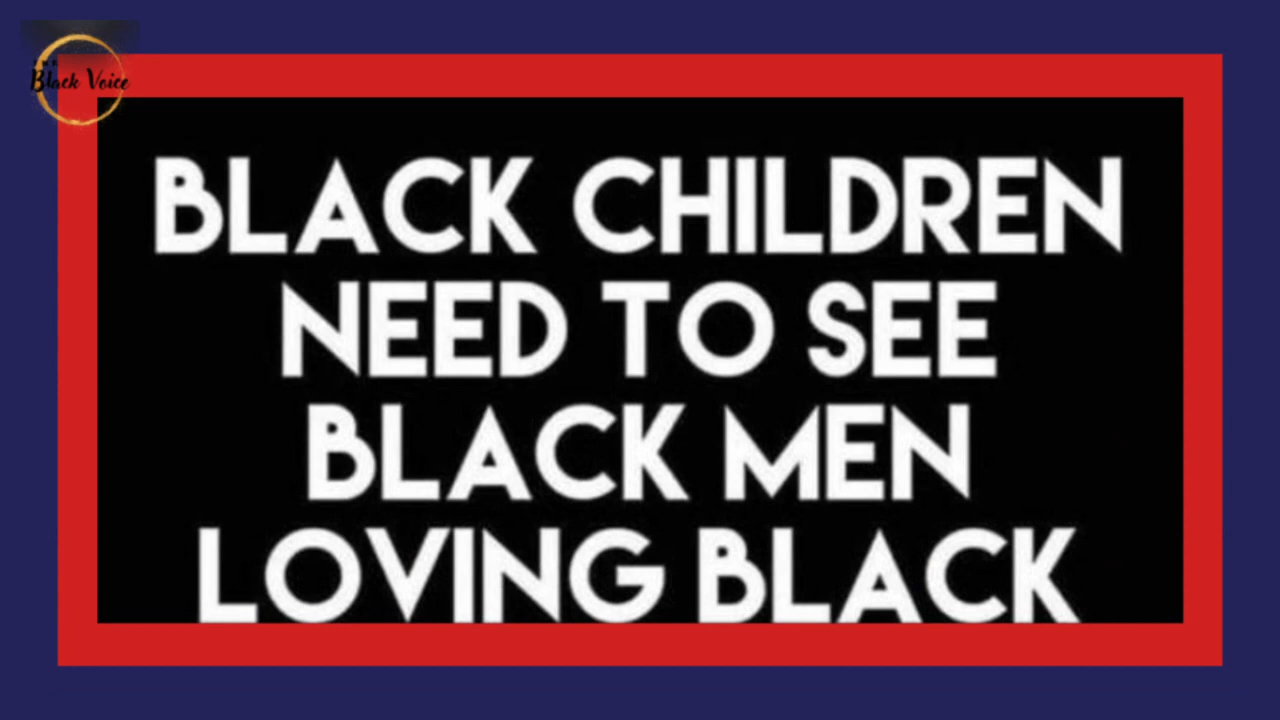 Black Voice
BLACK CHILDREN
NEED TO SEE
BLACK MEN
LOVING BLACK